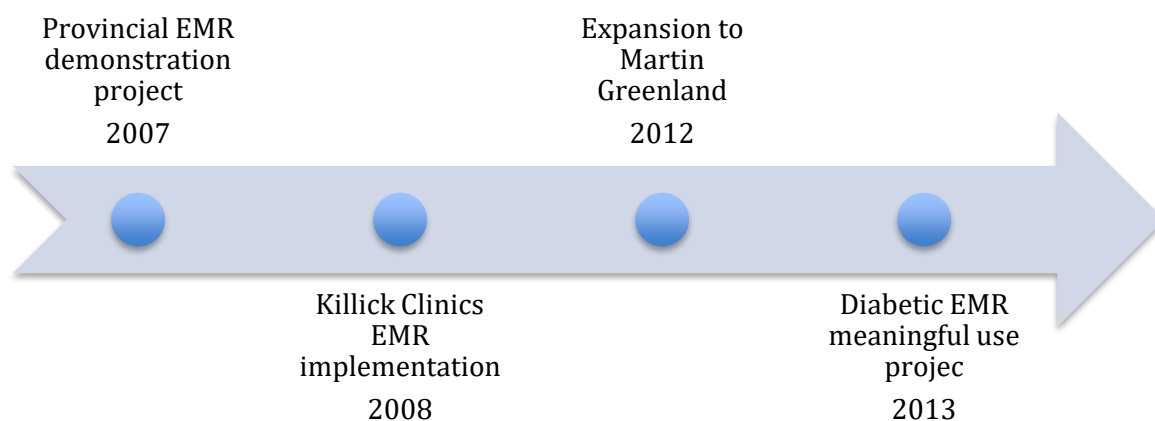 Provincial EMR
demonstration
project
2007
Killick Clinics
EMR
implementation
2008
Expansion to
Martin
Greenland
2012
Diabetic EMR
meaningful use
projec
2013